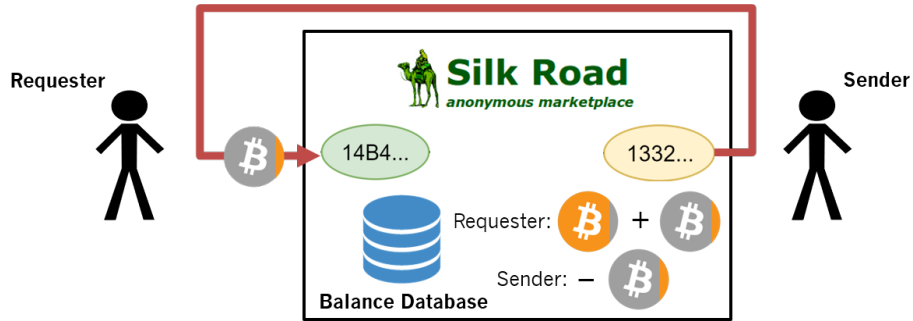 Requester
Silk Road
anonymous marketplace
Sender
14B4...
1332...
Requester: +
Sender: −
Balance Database